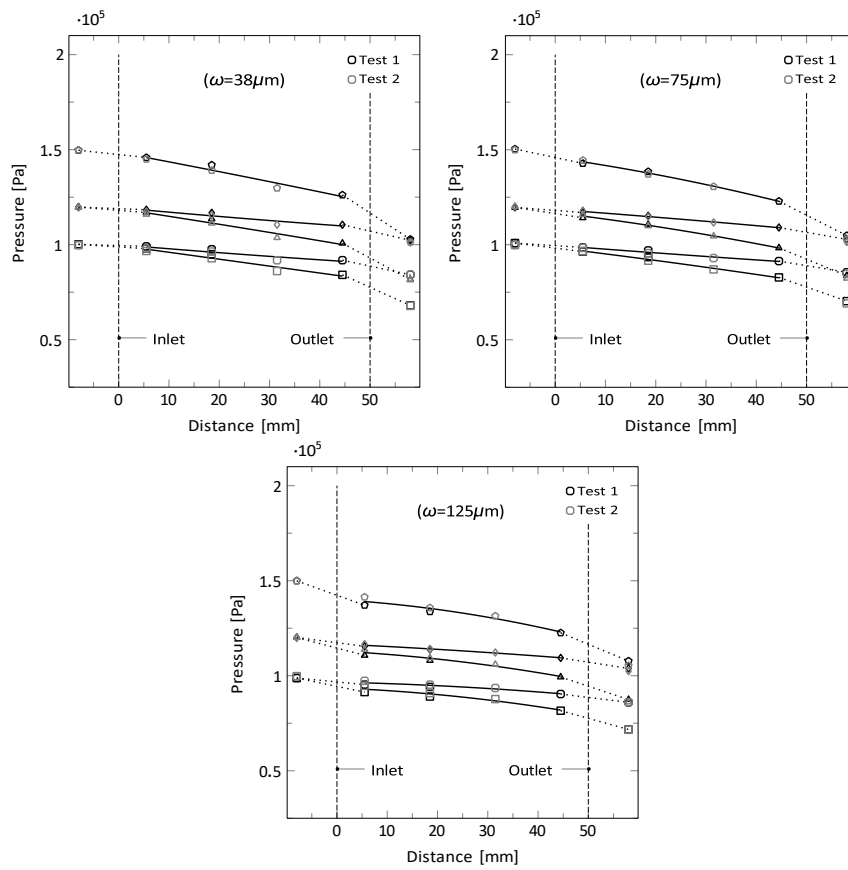 ·10⁵
2
1.5
1
0.5
Pressure [Pa]
(ω=38μm)
Test 1
Test 2
Inlet
Outlet
0 10 20 30 40 50 60
Distance [mm]
·10⁵
2
1.5
1
0.5
Pressure [Pa]
(ω=75μm)
Test 1
Test 2
Inlet
Outlet
0 10 20 30 40 50 60
Distance [mm]
·10⁵
2
1.5
1
0.5
Pressure [Pa]
(ω=125μm)
Test 1
Test 2
Inlet
Outlet
0 10 20 30 40 50 60
Distance [mm]